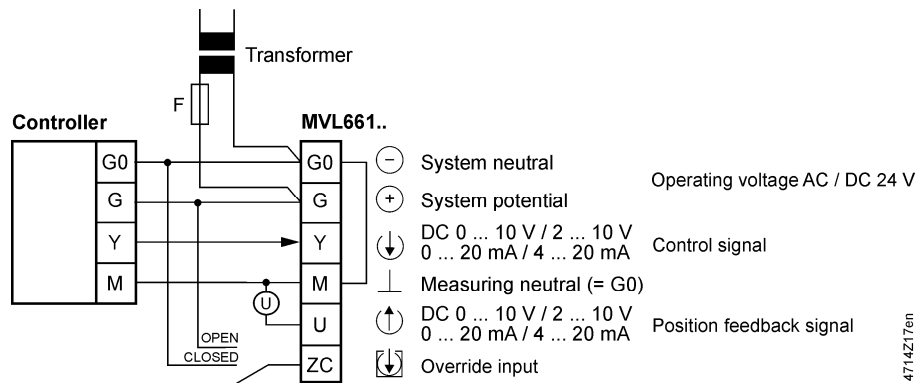 Transformer
F
Controller
MVL661..
G0 G0 System neutral
G G System potential
Operating voltage AC / DC 24 V
Y Y DC 0 ... 10 V / 2 ... 10 V
0 ... 20 mA / 4 ... 20 mA
Control signal
M M Measuring neutral (= G0)
U
U DC 0 ... 10 V / 2 ... 10 V
0 ... 20 mA / 4 ... 20 mA
Position feedback signal
OPEN
CLOSED
ZC Override input
4714Z17en